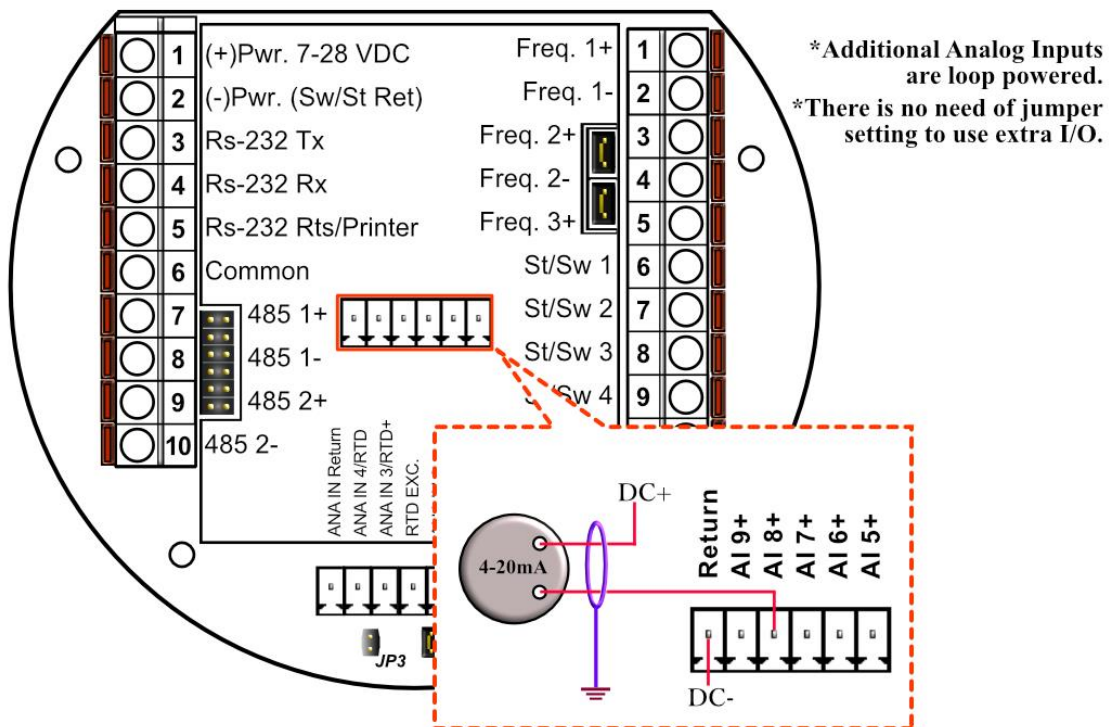 1 (+)Pwr. 7-28 VDC
2 (-)Pwr. (Sw/St Ret)
3 Rs-232 Tx
4 Rs-232 Rx
5 Rs-232 Rts/Printer
6 Common
7 485 1+
8 485 1-
9 485 2+
10 485 2-
Freq. 1+ 1
Freq. 1- 2
Freq. 2+ 3
Freq. 2- 4
Freq. 3+ 5
St/Sw 1 6
St/Sw 2 7
St/Sw 3 8
St/Sw 4 9
*Additional Analog Inputs
are loop powered.
*There is no need of jumper
setting to use extra I/O.
ANA IN Return
ANA IN 4/RTD
ANA IN 3/RTD+
RTD EXC.
JP3
4-20mA
DC+
DC-
Return
AI 9+
AI 8+
AI 7+
AI 6+
AI 5+